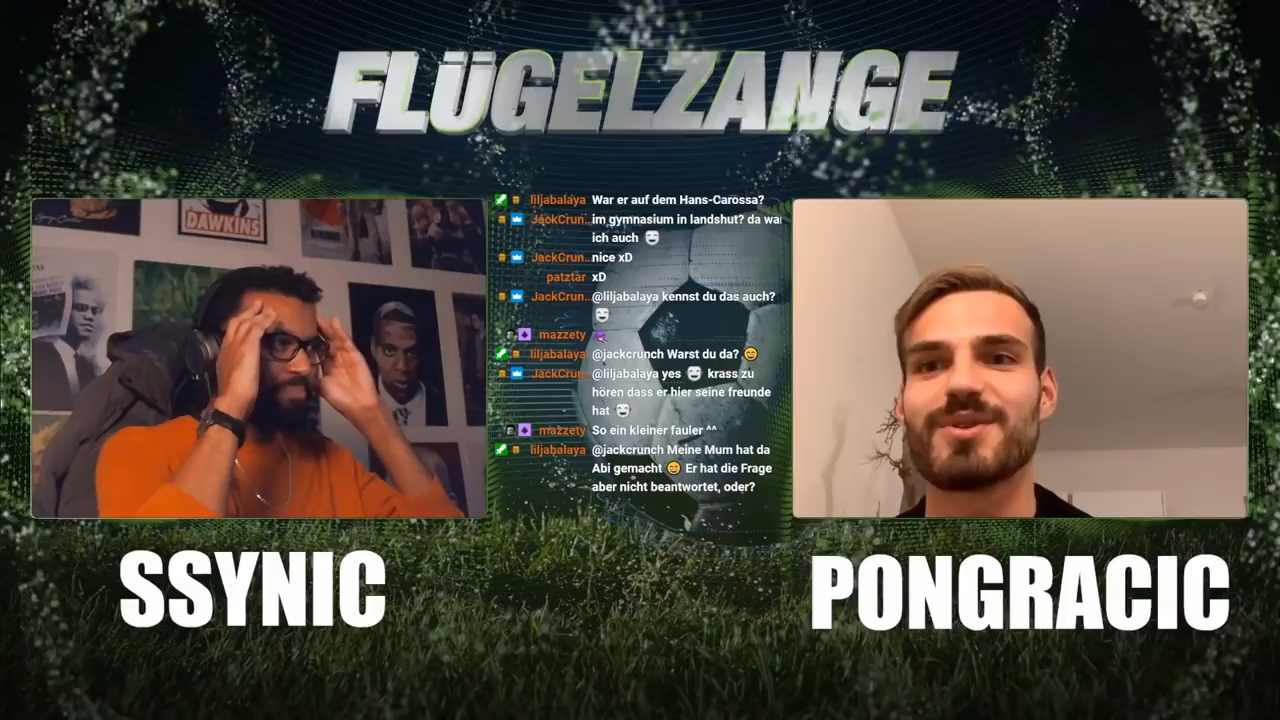 FLÜGELZANGE
DAWKINS
liljabalaya War er auf dem Hans-Carossa?
JackCrun... im gymnasium in landshut? da war
ich auch
JackCrun... nice xD
patztar xD
JackCrun... @liljabalaya kennst du das auch?
mazzety
liljabalaya @jackcrunch Warst du da?
JackCrun... @liljabalaya yes krass zu
hören dass er hier seine freunde
hat
mazzety So ein kleiner fauler ^^
liljabalaya @jackcrunch Meine Mum hat da
Abi gemacht Er hat die Frage
aber nicht beantwortet, oder?
SSYNIC
PONGRACIC